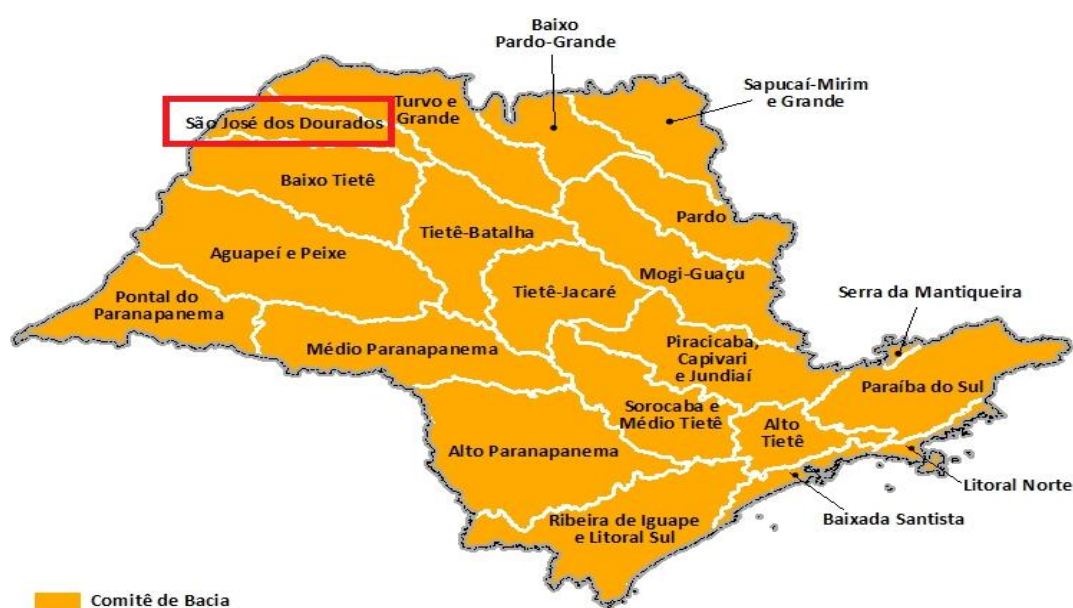 Baixo
Pardo-Grande
Sapucaí-Mirim
e Grande
Turvo e
Grande
São José dos Dourados
Baixo Tietê
Pardo
Tietê-Batalha
Aguapeí e Peixe
Mogi-Guaçu
Tietê-Jacaré
Serra da Mantiqueira
Pontal do
Paranapanema
Médio Paranapanema
Piracicaba,
Capivari
e Jundiaí
Paraíba do Sul
Sorocaba e
Médio Tietê
Alto
Tietê
Alto Paranapanema
Litoral Norte
Baixada Santista
Ribeira de Iguape
e Litoral Sul
Comitê de Bacia